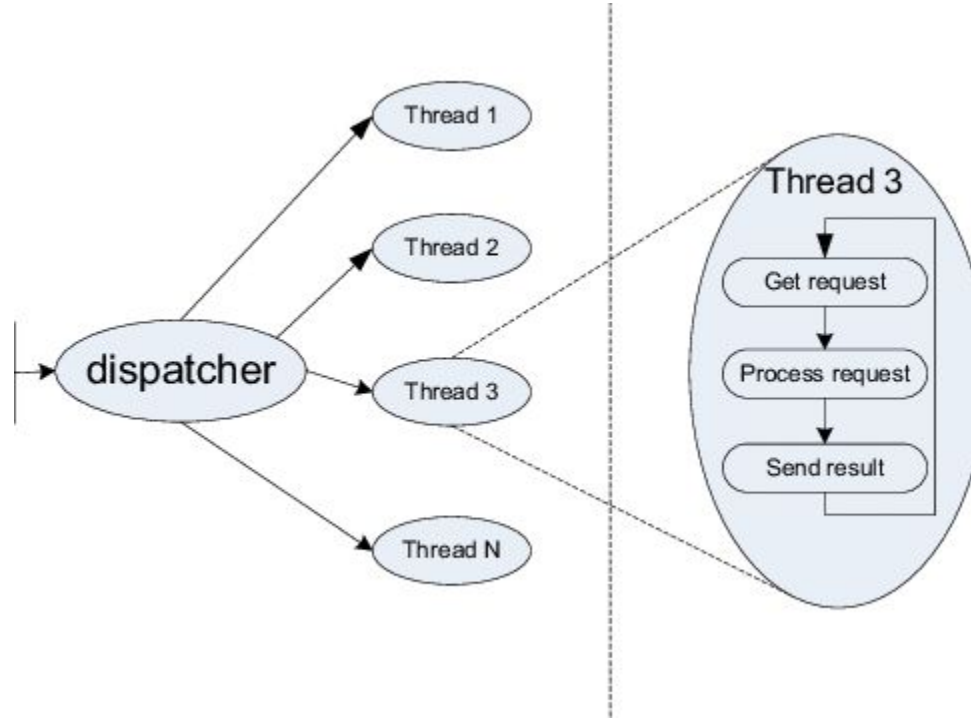 Thread 1
Thread 2
dispatcher
Thread 3
Thread N
Thread 3
Get request
Process request
Send result